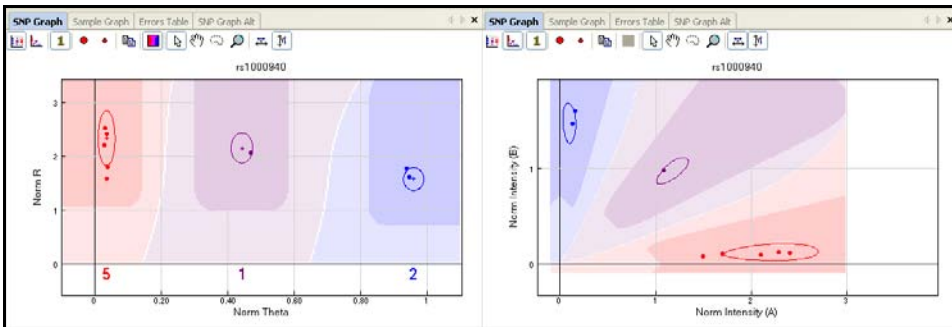 SNP Graph Sample Graph Errors Table SNP Graph Alt
1
rs1000940
Norm R
3
2
1
0
5 1 2
0 0.20 0.40 0.60 0.80 1
Norm Theta
SNP Graph Sample Graph Errors Table SNP Graph Alt
1
rs1000940
Norm Intensity (B)
1
0
0 1 2 3
Norm Intensity (A)